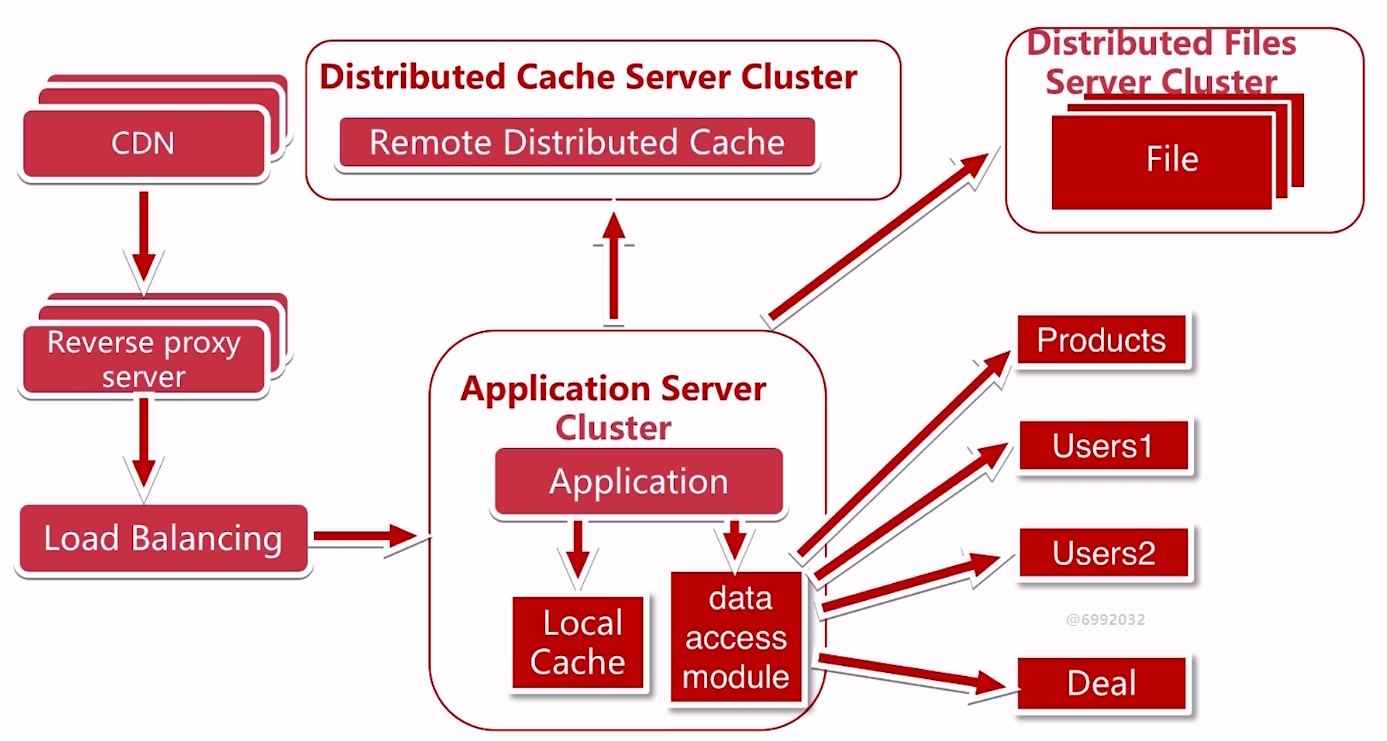 CDN
Reverse proxy
server
Load Balancing
Distributed Cache Server Cluster
Remote Distributed Cache
Application Server
Cluster
Application
Local
Cache
data
access
module
Distributed Files
Server Cluster
File
Products
Users1
Users2
@6992032
Deal